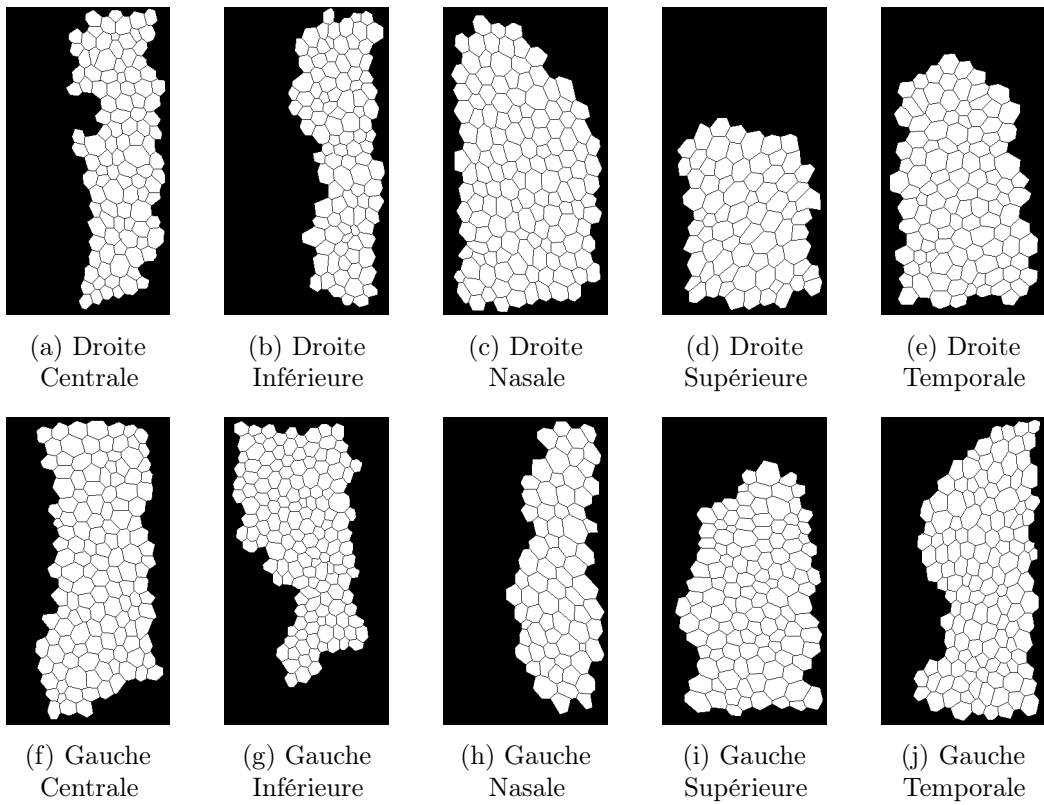 (a) Droite
Centrale
(b) Droite
Inférieure
(c) Droite
Nasale
(d) Droite
Supérieure
(e) Droite
Temporale
(f) Gauche
Centrale
(g) Gauche
Inférieure
(h) Gauche
Nasale
(i) Gauche
Supérieure
(j) Gauche
Temporale